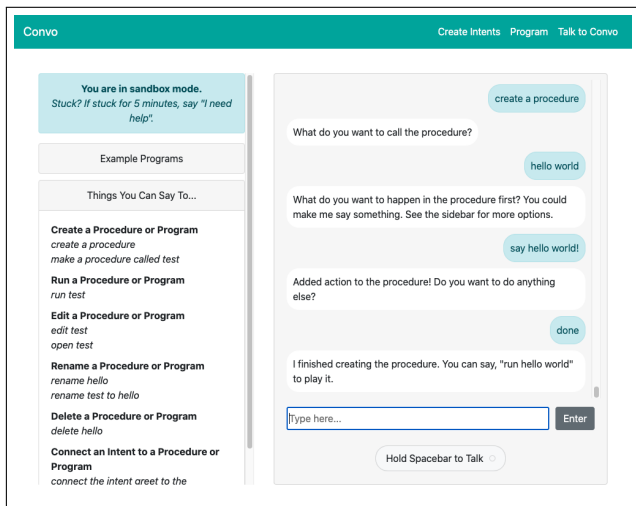 Convo
Create Intents Program Talk to Convo
You are in sandbox mode.
Stuck? If stuck for 5 minutes, say "I need
help".
Example Programs
Things You Can Say To...
Create a Procedure or Program
create a procedure
make a procedure called test
Run a Procedure or Program
run test
Edit a Procedure or Program
edit test
open test
Rename a Procedure or Program
rename hello
rename test to hello
Delete a Procedure or Program
delete hello
Connect an Intent to a Procedure or
Program
connect the intent greet to the
create a procedure
What do you want to call the procedure?
hello world
What do you want to happen in the procedure first? You could
make me say something. See the sidebar for more options.
say hello world!
Added action to the procedure! Do you want to do anything
else?
done
I finished creating the procedure. You can say, "run hello world"
to play it.
Type here...
Enter
Hold Spacebar to Talk